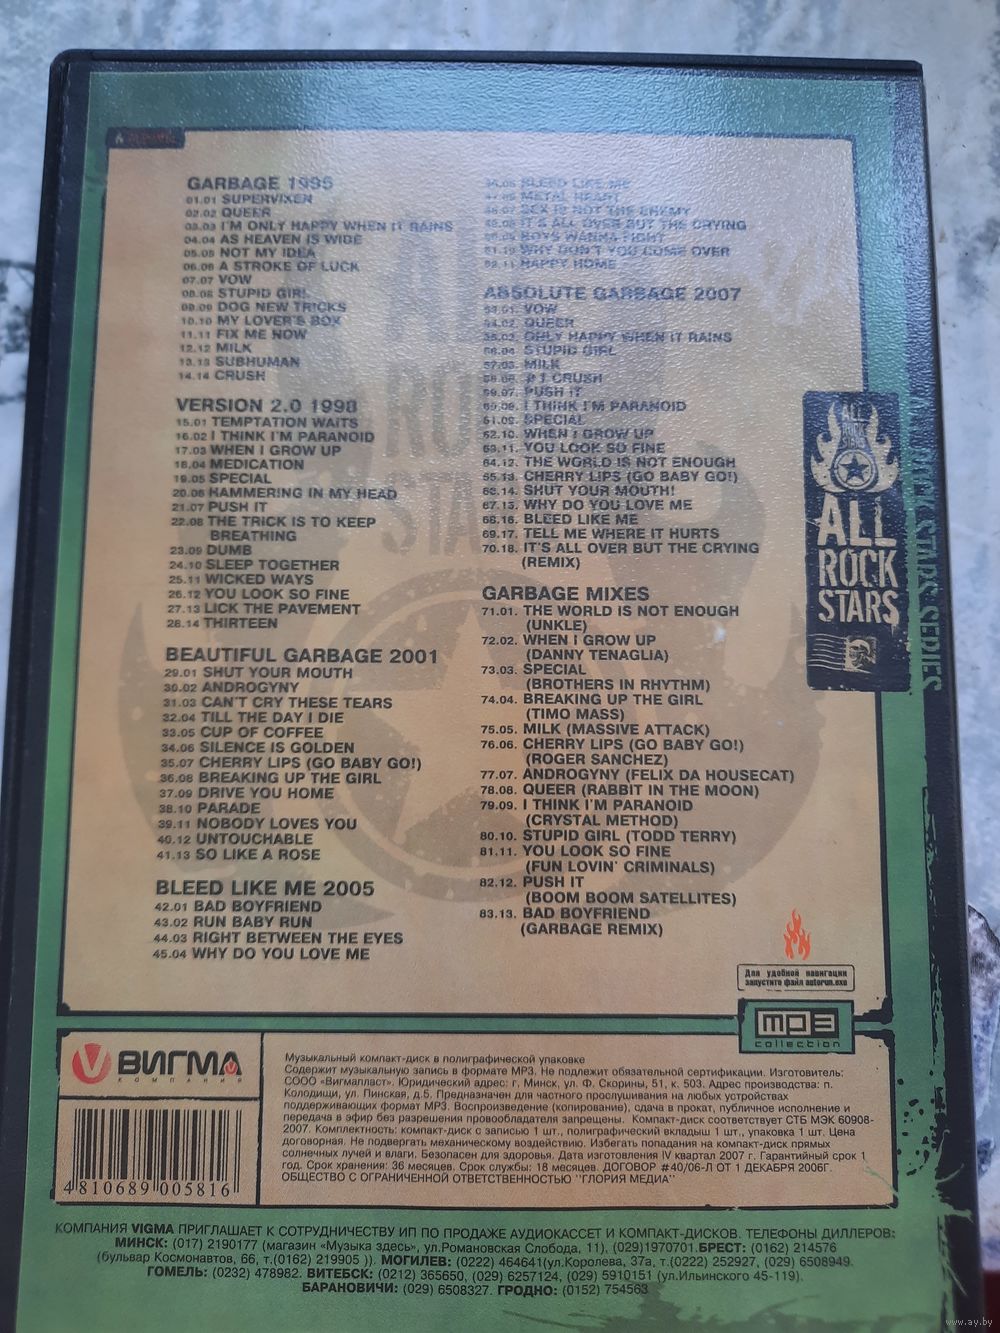 GARBAGE 1995
01.01 SUPERVIXEN
02.02 QUEER
03.03 I'M ONLY HAPPY WHEN IT RAINS
04.04 AS HEAVEN IS WIDE
05.05 NOT MY IDEA
06.06 A STROKE OF LUCK
07.07 VOW
08.08 STUPID GIRL
09.09 DOG NEW TRICKS
10.10 MY LOVER'S BOX
11.11 FIX ME NOW
12.12 MILK
13.13 SUBHUMAN
14.14 CRUSH
VERSION 2.0 1998
15.01 TEMPTATION WAITS
16.02 I THINK I'M PARANOID
17.03 WHEN I GROW UP
18.04 MEDICATION
19.05 SPECIAL
20.06 HAMMERING IN MY HEAD
21.07 PUSH IT
22.08 THE TRICK IS TO KEEP
BREATHING
23.09 DUMB
24.10 SLEEP TOGETHER
25.11 WICKED WAYS
26.12 YOU LOOK SO FINE
27.13 LICK THE PAVEMENT
28.14 THIRTEEN
BEAUTIFUL GARBAGE 2001
29.01 SHUT YOUR MOUTH
30.02 ANDROGYNY
31.03 CAN'T CRY THESE TEARS
32.04 TILL THE DAY I DIE
33.05 CUP OF COFFEE
34.06 SILENCE IS GOLDEN
35.07 CHERRY LIPS (GO BABY GO!)
36.08 BREAKING UP THE GIRL
37.09 DRIVE YOU HOME
38.10 PARADE
39.11 NOBODY LOVES YOU
40.12 UNTOUCHABLE
41.13 SO LIKE A ROSE
BLEED LIKE ME 2005
42.01 BAD BOYFRIEND
43.02 RUN BABY RUN
44.03 RIGHT BETWEEN THE EYES
45.04 WHY DO YOU LOVE ME
BLEED LIKE ME
METAL HEART
SEX IS NOT THE ENEMY
IT'S ALL OVER BUT THE CRYING
BOYS WANNA FIGHT
51.10 WHY DON'T YOU COME OVER
52.11 HAPPY HOME
ABSOLUTE GARBAGE 2007
53.01. VOW
54.02. QUEER
55.03. ONLY HAPPY WHEN IT RAINS
56.04. STUPID GIRL
57.05. MILK
58.06. # 1 CRUSH
59.07. PUSH IT
60.08. I THINK I'M PARANOID
61.09. SPECIAL
62.10. WHEN I GROW UP
63.11. YOU LOOK SO FINE
64.12. THE WORLD IS NOT ENOUGH
65.13. CHERRY LIPS (GO BABY GO!)
66.14. SHUT YOUR MOUTH!
67.15. WHY DO YOU LOVE ME
68.16. BLEED LIKE ME
69.17. TELL ME WHERE IT HURTS
70.18. IT'S ALL OVER BUT THE CRYING
(REMIX)
GARBAGE MIXES
71.01. THE WORLD IS NOT ENOUGH
(UNKLE)
72.02. WHEN I GROW UP
(DANNY TENAGLIA)
73.03. SPECIAL
(BROTHERS IN RHYTHM)
74.04. BREAKING UP THE GIRL
(TIMO MASS)
75.05. MILK (MASSIVE ATTACK)
76.06. CHERRY LIPS (GO BABY GO!)
(ROGER SANCHEZ)
77.07. ANDROGYNY (FELIX DA HOUSECAT)
78.08. QUEER (RABBIT IN THE MOON)
79.09. I THINK I'M PARANOID
(CRYSTAL METHOD)
80.10. STUPID GIRL (TODD TERRY)
81.11. YOU LOOK SO FINE
(FUN LOVIN' CRIMINALS)
82.12. PUSH IT
(BOOM BOOM SATELLITES)
83.13. BAD BOYFRIEND
(GARBAGE REMIX)
ALL
ROCK
STARS
Для удобной навигации
запустите файл autorun.exe
mp3
collection
ВИГМА
КОМПАНИЯ
4 810689 005816
Музыкальный компакт-диск в полиграфической упаковке
Содержит музыкальную запись в формате MP3. Не подлежит обязательной сертификации. Изготовитель:
СООО «Вигмапласт». Юридический адрес: г. Минск, ул. Ф. Скорины, 51, к. 503. Адрес производства: п.
Колодищи, ул. Пинская, д.5. Предназначен для частного прослушивания на любых устройствах
поддерживающих формат MP3. Воспроизведение (копирование), сдача в прокат, публичное исполнение и
передача в эфир без разрешения правообладателя запрещены. Компакт-диск соответствует СТБ МЭК 60908-
2007. Комплектность: компакт-диск с записью 1 шт., полиграфический вкладыш 1 шт., упаковка 1 шт. Цена
договорная. Не подвергать механическому воздействию. Избегать попадания на компакт-диск прямых
солнечных лучей и влаги. Безопасен для здоровья. Дата изготовления IV квартал 2007 г. Гарантийный срок 1
год. Срок хранения: 36 месяцев. Срок службы: 18 месяцев. ДОГОВОР #40/06-Л ОТ 1 ДЕКАБРЯ 2006Г.
ОБЩЕСТВО С ОГРАНИЧЕННОЙ ОТВЕТСТВЕННОСТЬЮ "ГЛОРИЯ МЕДИА"
КОМПАНИЯ VIGMA ПРИГЛАШАЕТ К СОТРУДНИЧЕСТВУ ИП ПО ПРОДАЖЕ АУДИОКАССЕТ И КОМПАКТ-ДИСКОВ. ТЕЛЕФОНЫ ДИЛЛЕРОВ:
МИНСК: (017) 2190177 (магазин «Музыка здесь», ул.Романовская Слобода, 11), (029)1970701.БРЕСТ: (0162) 214576
(бульвар Космонавтов, 66, т.(0162) 219905 )). МОГИЛЕВ: (0222) 464641(ул.Королева, 37а, т.(0222) 252927, (029) 6508949.
ГОМЕЛЬ: (0232) 478982. ВИТЕБСК: (0212) 365650, (029) 6257124, (029) 5910151 (ул.Ильинского 45-119).
БАРАНОВИЧИ: (029) 6508327. ГРОДНО: (0152) 754563
www.ay.by